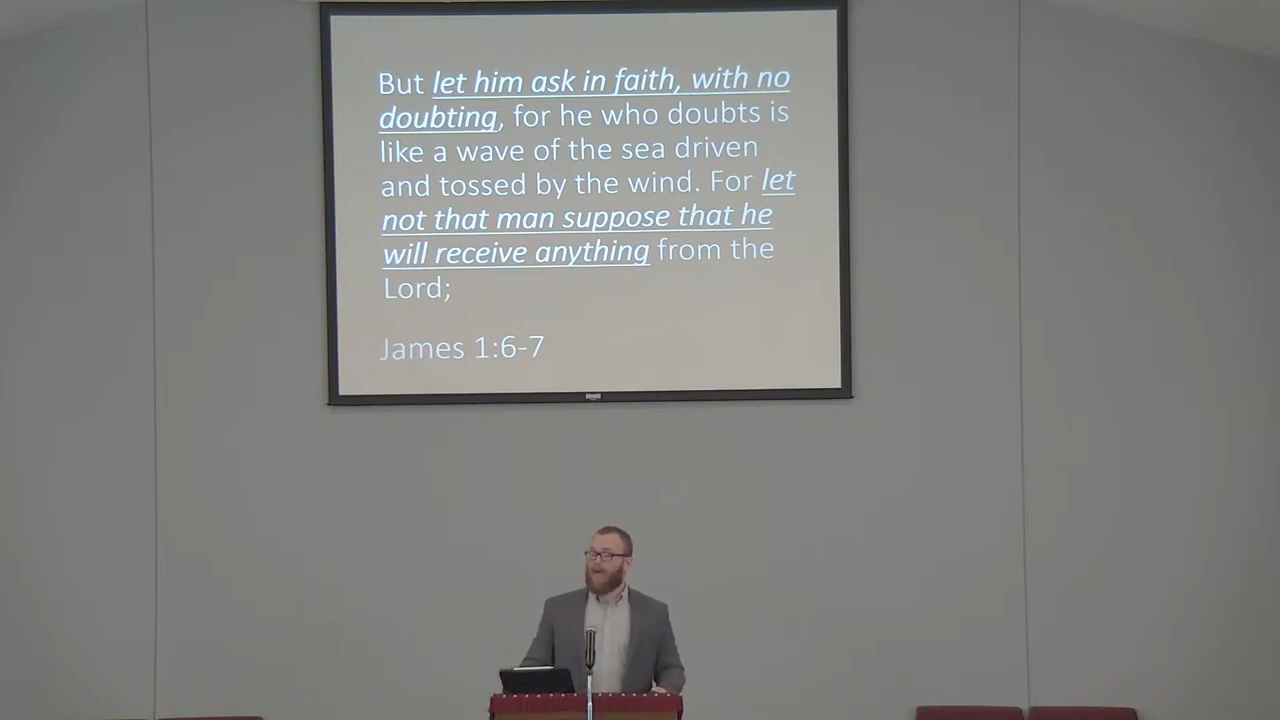 But let him ask in faith, with no
doubting, for he who doubts is
like a wave of the sea driven
and tossed by the wind. For let
not that man suppose that he
will receive anything from the
Lord;
James 1:6-7